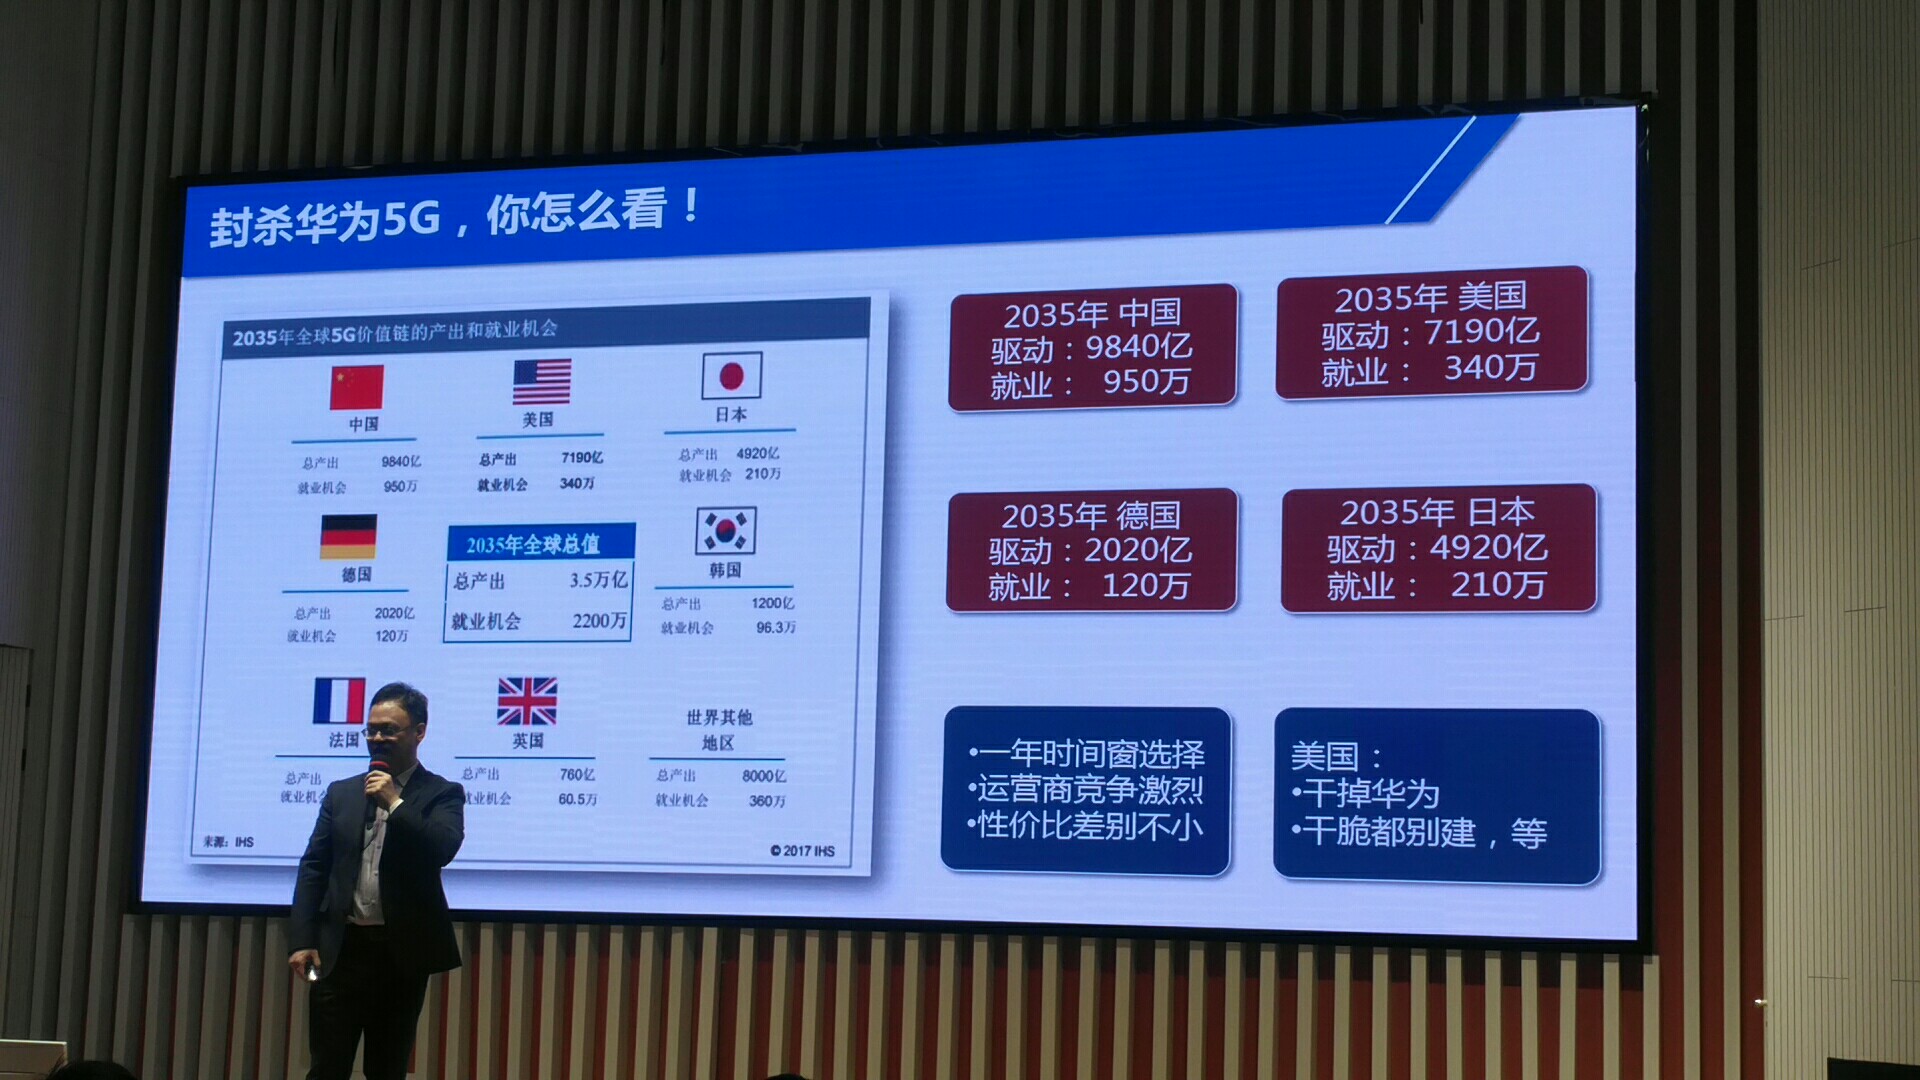 封杀华为5G，你怎么看！
2035年全球5G价值链的产出和就业机会
中国
总产出 9840亿
就业机会 950万
美国
总产出 7190亿
就业机会 340万
日本
总产出 4920亿
就业机会 210万
德国
总产出 2020亿
就业机会 120万
2035年全球总值
总产出 3.5万亿
就业机会 2200万
韩国
总产出 1200亿
就业机会 96.3万
法国
总产出
就业机会
英国
总产出 760亿
就业机会 60.5万
世界其他
地区
总产出 8000亿
就业机会 360万
来源：IHS
© 2017 IHS
2035年 中国
驱动：9840亿
就业： 950万
2035年 美国
驱动：7190亿
就业： 340万
2035年 德国
驱动：2020亿
就业： 120万
2035年 日本
驱动：4920亿
就业： 210万
•一年时间窗选择
•运营商竞争激烈
•性价比差别不小
美国：
•干掉华为
•干脆都别建，等